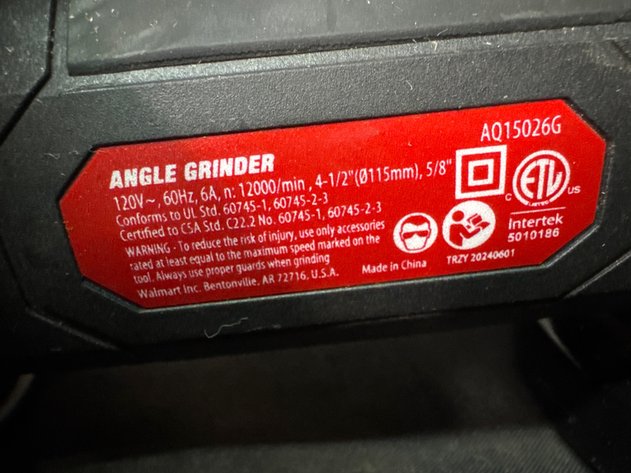 AQ15026G
ANGLE GRINDER
120V~, 60Hz, 6A, n: 12000/min , 4-1/2"(Ø115mm), 5/8"
Conforms to UL Std. 60745-1, 60745-2-3
Certified to CSA Std. C22.2 No. 60745-1, 60745-2-3
WARNING - To reduce the risk of injury, use only accessories
rated at least equal to the maximum speed marked on the
tool. Always use proper guards when grinding
Walmart Inc. Bentonville, AR 72716, U.S.A.
Made in China
TRZY 20240601
C ETL US
LISTED
Intertek
5010186